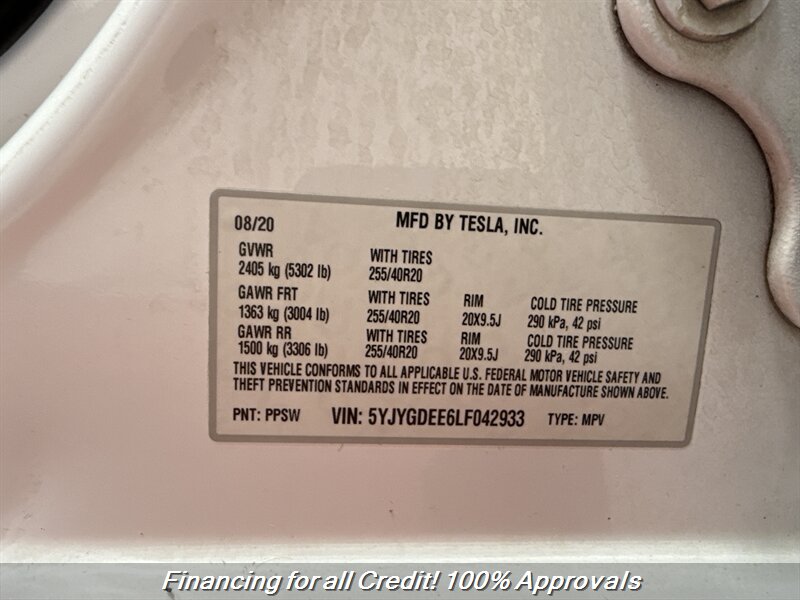 08/20 MFD BY TESLA, INC.
GVWR WITH TIRES
2405 kg (5302 lb) 255/40R20
GAWR FRT WITH TIRES RIM COLD TIRE PRESSURE
1363 kg (3004 lb) 255/40R20 20X9.5J 290 kPa, 42 psi
GAWR RR WITH TIRES RIM COLD TIRE PRESSURE
1500 kg (3306 lb) 255/40R20 20X9.5J 290 kPa, 42 psi
THIS VEHICLE CONFORMS TO ALL APPLICABLE U.S. FEDERAL MOTOR VEHICLE SAFETY AND
THEFT PREVENTION STANDARDS IN EFFECT ON THE DATE OF MANUFACTURE SHOWN ABOVE.
PNT: PPSW VIN: 5YJYGDEE6LF042933 TYPE: MPV
Financing for all Credit! 100% Approvals